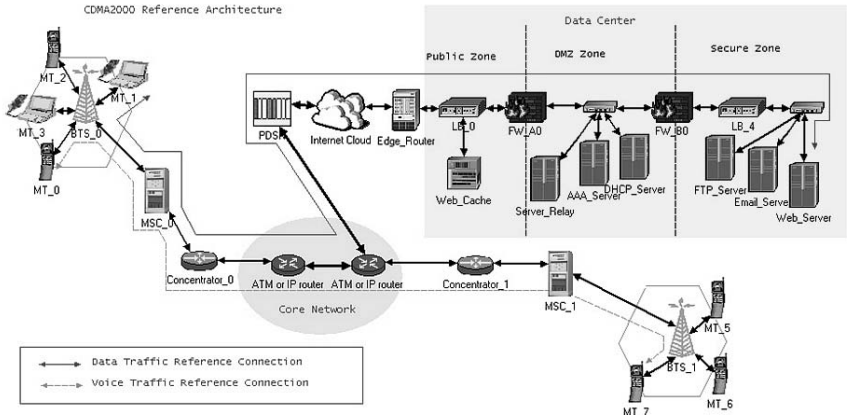 CDMA2000 Reference Architecture
Data Center
Public Zone
DMZ Zone
Secure Zone
MT_2
MT_1
MT_3
BTS_0
MT_0
PDS
Internet Cloud
Edge_Router
LB_0
FW_A0
FW_B0
LB_4
Web_Cache
Server_Relay
AAA_Server
DHCP_Server
FTP_Server
Email_Serve
Web_Server
MSC_0
Concentrator_0
ATM or IP router
ATM or IP router
Concentrator_1
Core Network
MSC_1
MT_5
BTS_1
MT_6
MT_7
Data Traffic Reference Connection
Voice Traffic Reference Connection